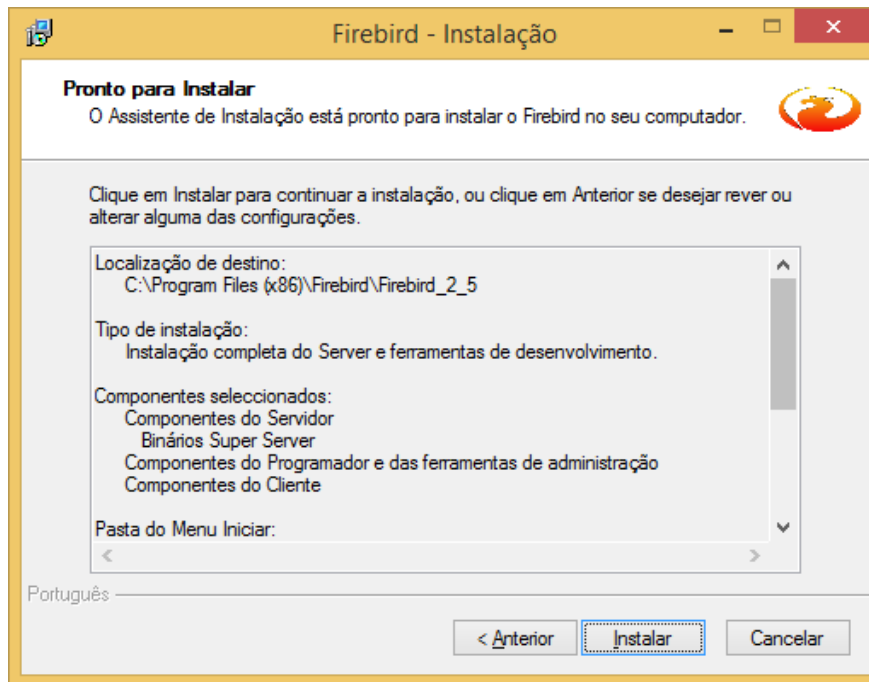 Firebird - Instalação
Pronto para Instalar
O Assistente de Instalação está pronto para instalar o Firebird no seu computador.
Clique em Instalar para continuar a instalação, ou clique em Anterior se desejar rever ou
alterar alguma das configurações.
Localização de destino:
C:\Program Files (x86)\Firebird\Firebird_2_5
Tipo de instalação:
Instalação completa do Server e ferramentas de desenvolvimento.
Componentes seleccionados:
Componentes do Servidor
Binários Super Server
Componentes do Programador e das ferramentas de administração
Componentes do Cliente
Pasta do Menu Iniciar:
Português
< Anterior
Instalar
Cancelar